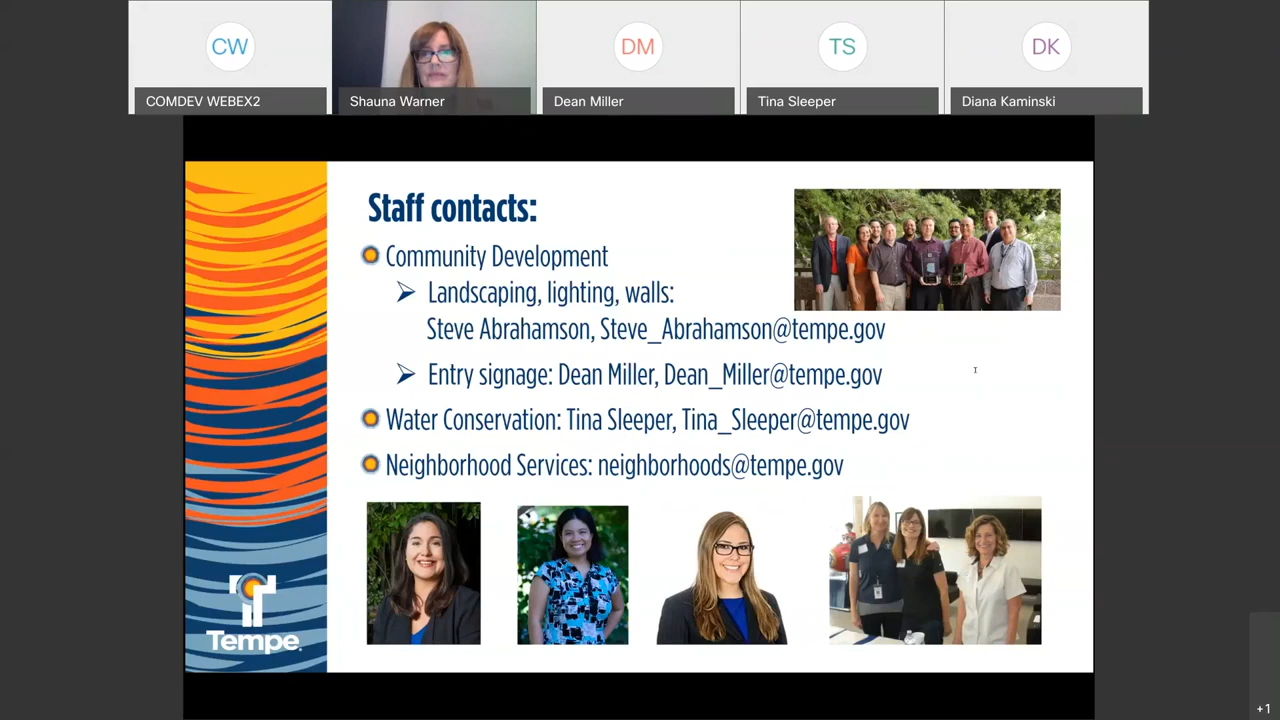 CW
DM
TS
DK
COMDEV WEBEX2
Shauna Warner
Dean Miller
Tina Sleeper
Diana Kaminski
Staff contacts:
Community Development
Landscaping, lighting, walls:
Steve Abrahamson, Steve_Abrahamson@tempe.gov
Entry signage: Dean Miller, Dean_Miller@tempe.gov
Water Conservation: Tina Sleeper, Tina_Sleeper@tempe.gov
Neighborhood Services: neighborhoods@tempe.gov
T
Tempe.
+1